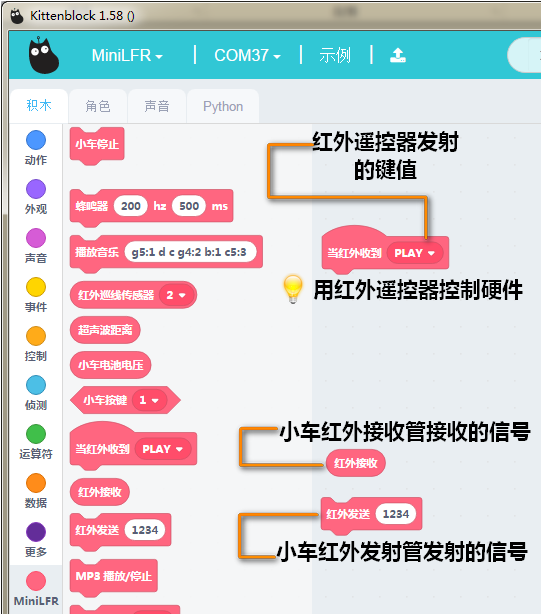 Kittenblock 1.58 ()
MiniLFR COM37 示例
积木 角色 声音 Python
动作
外观
声音
事件
控制
侦测
运算符
数据
更多
MiniLFR
小车停止
蜂鸣器 200 hz 500 ms
播放音乐 g5:1 d c g4:2 b:1 c5:3
红外巡线传感器 2
超声波距离
小车电池电压
小车按键 1
当红外收到 PLAY
红外接收
红外发送 1234
MP3 播放/停止
红外遥控器发射
的键值
当红外收到 PLAY
用红外遥控器控制硬件
小车红外接收管接收的信号
红外接收
红外发送 1234
小车红外发射管发射的信号